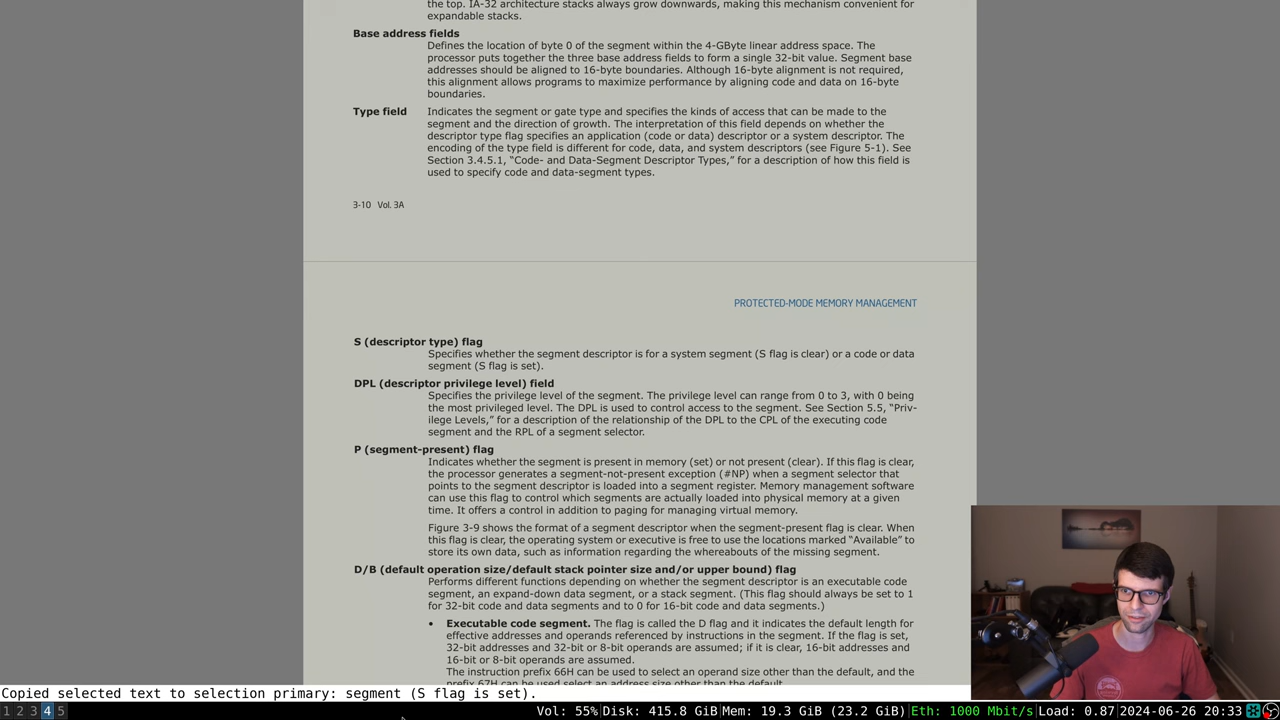 the top. IA-32 architecture stacks always grow downwards, making this mechanism convenient for
expandable stacks.
Base address fields
Defines the location of byte 0 of the segment within the 4-GByte linear address space. The
processor puts together the three base address fields to form a single 32-bit value. Segment base
addresses should be aligned to 16-byte boundaries. Although 16-byte alignment is not required,
this alignment allows programs to maximize performance by aligning code and data on 16-byte
boundaries.
Type field Indicates the segment or gate type and specifies the kinds of access that can be made to the
segment and the direction of growth. The interpretation of this field depends on whether the
descriptor type flag specifies an application (code or data) descriptor or a system descriptor. The
encoding of the type field is different for code, data, and system descriptors (see Figure 5-1). See
Section 3.4.5.1, “Code- and Data-Segment Descriptor Types,” for a description of how this field is
used to specify code and data-segment types.
3-10 Vol. 3A
PROTECTED-MODE MEMORY MANAGEMENT
S (descriptor type) flag
Specifies whether the segment descriptor is for a system segment (S flag is clear) or a code or data
segment (S flag is set).
DPL (descriptor privilege level) field
Specifies the privilege level of the segment. The privilege level can range from 0 to 3, with 0 being
the most privileged level. The DPL is used to control access to the segment. See Section 5.5, “Priv-
ilege Levels,” for a description of the relationship of the DPL to the CPL of the executing code
segment and the RPL of a segment selector.
P (segment-present) flag
Indicates whether the segment is present in memory (set) or not present (clear). If this flag is clear,
the processor generates a segment-not-present exception (#NP) when a segment selector that
points to the segment descriptor is loaded into a segment register. Memory management software
can use this flag to control which segments are actually loaded into physical memory at a given
time. It offers a control in addition to paging for managing virtual memory.
Figure 3-9 shows the format of a segment descriptor when the segment-present flag is clear. When
this flag is clear, the operating system or executive is free to use the locations marked “Available” to
store its own data, such as information regarding the whereabouts of the missing segment.
D/B (default operation size/default stack pointer size and/or upper bound) flag
Performs different functions depending on whether the segment descriptor is an executable code
segment, an expand-down data segment, or a stack segment. (This flag should always be set to 1
for 32-bit code and data segments and to 0 for 16-bit code and data segments.)
• Executable code segment. The flag is called the D flag and it indicates the default length for
effective addresses and operands referenced by instructions in the segment. If the flag is set,
32-bit addresses and 32-bit or 8-bit operands are assumed; if it is clear, 16-bit addresses and
16-bit or 8-bit operands are assumed.
The instruction prefix 66H can be used to select an operand size other than the default, and the
prefix 67H can be used select an address size other than the default.
Copied selected text to selection primary: segment (S flag is set).
1 2 3 4 5 Vol: 55% Disk: 415.8 GiB Mem: 19.3 GiB (23.2 GiB) Eth: 1000 Mbit/s Load: 0.87 2024-06-26 20:33